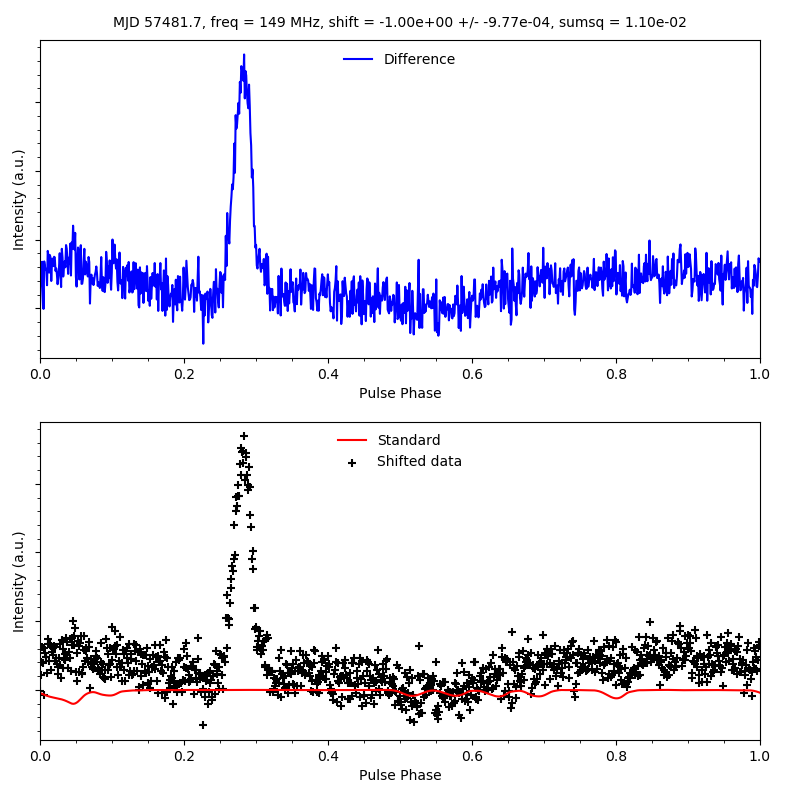 MJD 57481.7, freq = 149 MHz, shift = -1.00e+00 +/- -9.77e-04, sumsq = 1.10e-02
Difference
Intensity (a.u.)
0.0 0.2 0.4 0.6 0.8 1.0
Pulse Phase
Standard
Shifted data
Intensity (a.u.)
0.0 0.2 0.4 0.6 0.8 1.0
Pulse Phase